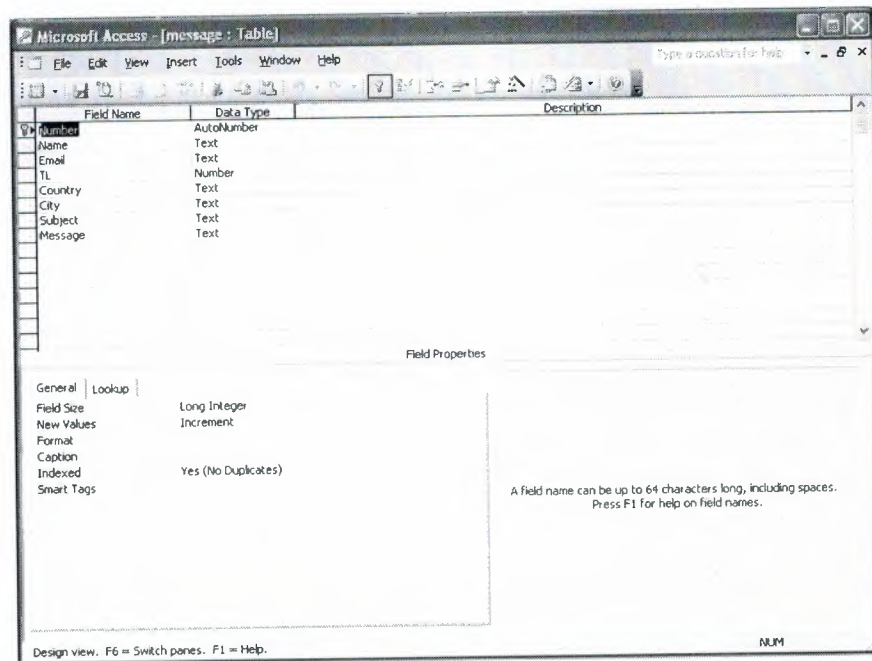 Microsoft Access - [message : Table]
File Edit View Insert Tools Window Help
Type a question for help
Field Name Data Type Description
Number AutoNumber
Name Text
Email Text
TL Number
Country Text
City Text
Subject Text
Message Text
Field Properties
General Lookup
Field Size Long Integer
New Values Increment
Format
Caption
Indexed Yes (No Duplicates)
Smart Tags
A field name can be up to 64 characters long, including spaces.
Press F1 for help on field names.
Design view. F6 = Switch panes. F1 = Help.
NUM